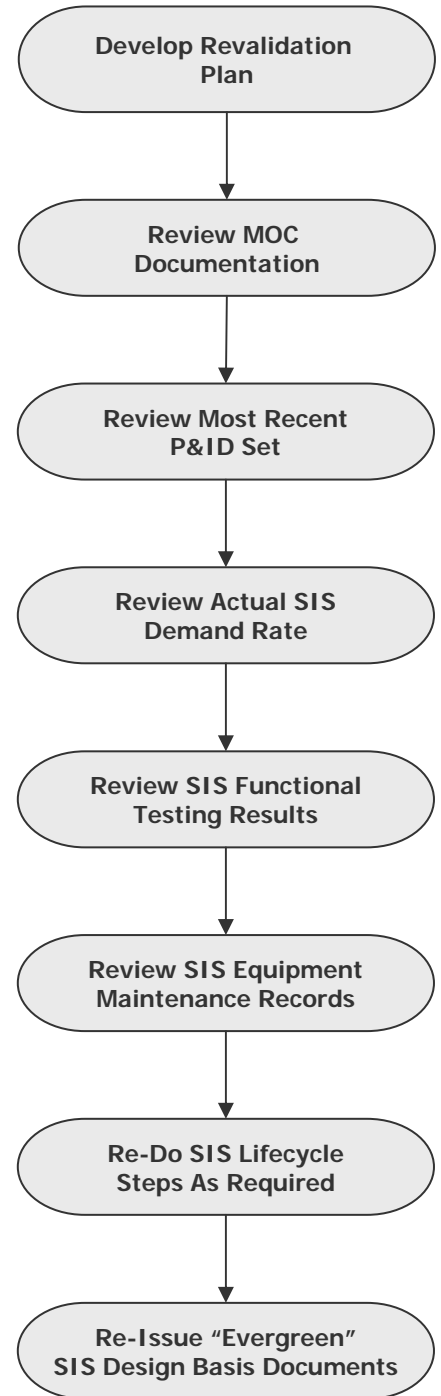 Develop Revalidation
Plan
Review MOC
Documentation
Review Most Recent
P&ID Set
Review Actual SIS
Demand Rate
Review SIS Functional
Testing Results
Review SIS Equipment
Maintenance Records
Re-Do SIS Lifecycle
Steps As Required
Re-Issue “Evergreen”
SIS Design Basis Documents